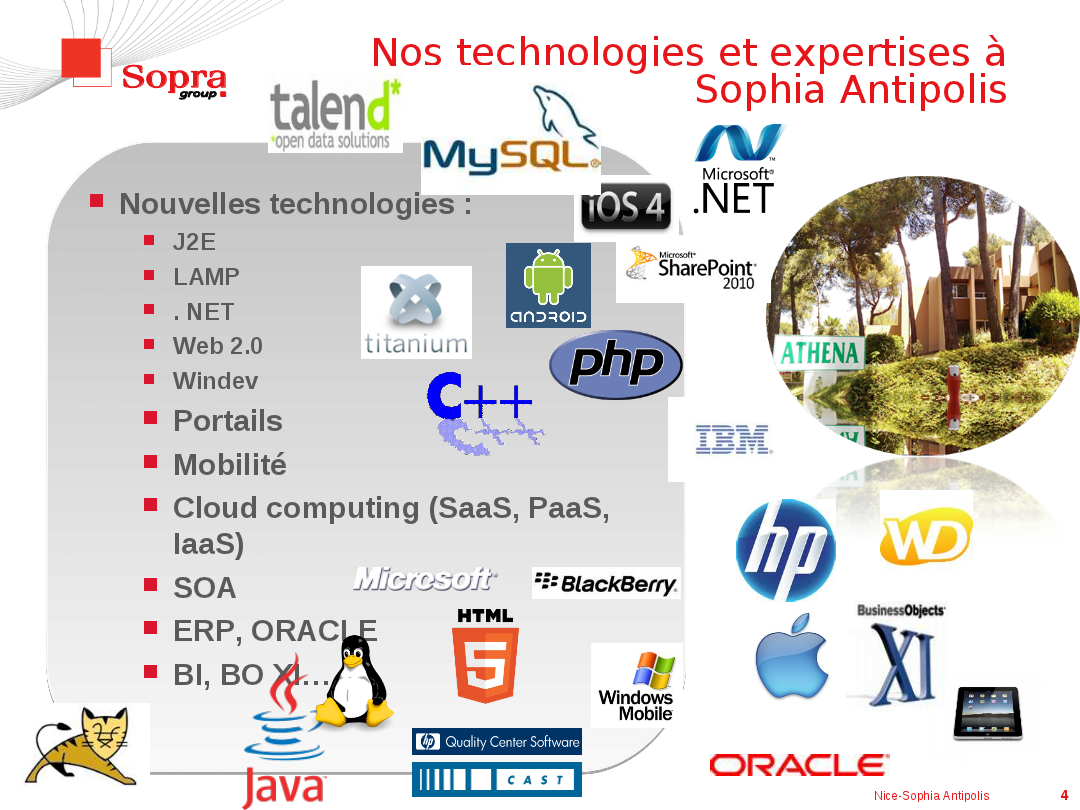 Nos technologies et expertises à
Sophia Antipolis
Sopra
group
talend*
*open data solutions
MySQL®
Microsoft®
.NET
Nouvelles technologies :
iOS 4
J2E
LAMP
. NET
Web 2.0
Windev
Microsoft®
SharePoint®
2010
ANDROID
titanium
php
C++
ATHENA
IBM
Portails
Mobilité
Cloud computing (SaaS, PaaS,
IaaS)
SOA
ERP, ORACLE
BI, BO XI…
hp
WD
Microsoft
BlackBerry
HTML
5
BusinessObjects
XI
Windows
Mobile
Java
hp Quality Center Software
CAST
ORACLE
Nice-Sophia Antipolis
4